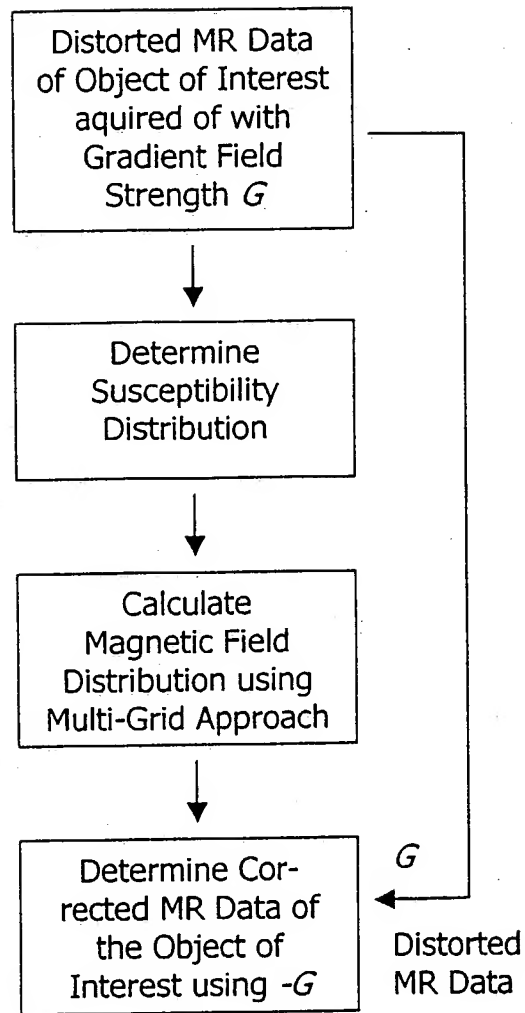 Distorted MR Data
of Object of Interest
aquired of with
Gradient Field
Strength G
Determine
Susceptibility
Distribution
Calculate
Magnetic Field
Distribution using
Multi-Grid Approach
Determine Cor-
rected MR Data of
the Object of
Interest using -G
G
Distorted
MR Data